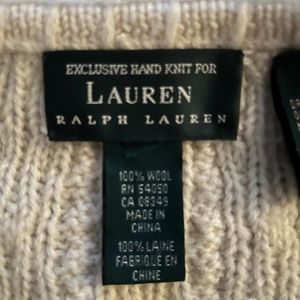 EXCLUSIVE HAND KNIT FOR
LAUREN
RALPH LAUREN
100% WOOL
RN 54050
CA 08349
MADE IN
CHINA
100% LAINE
FABRIQUÉ EN
CHINE